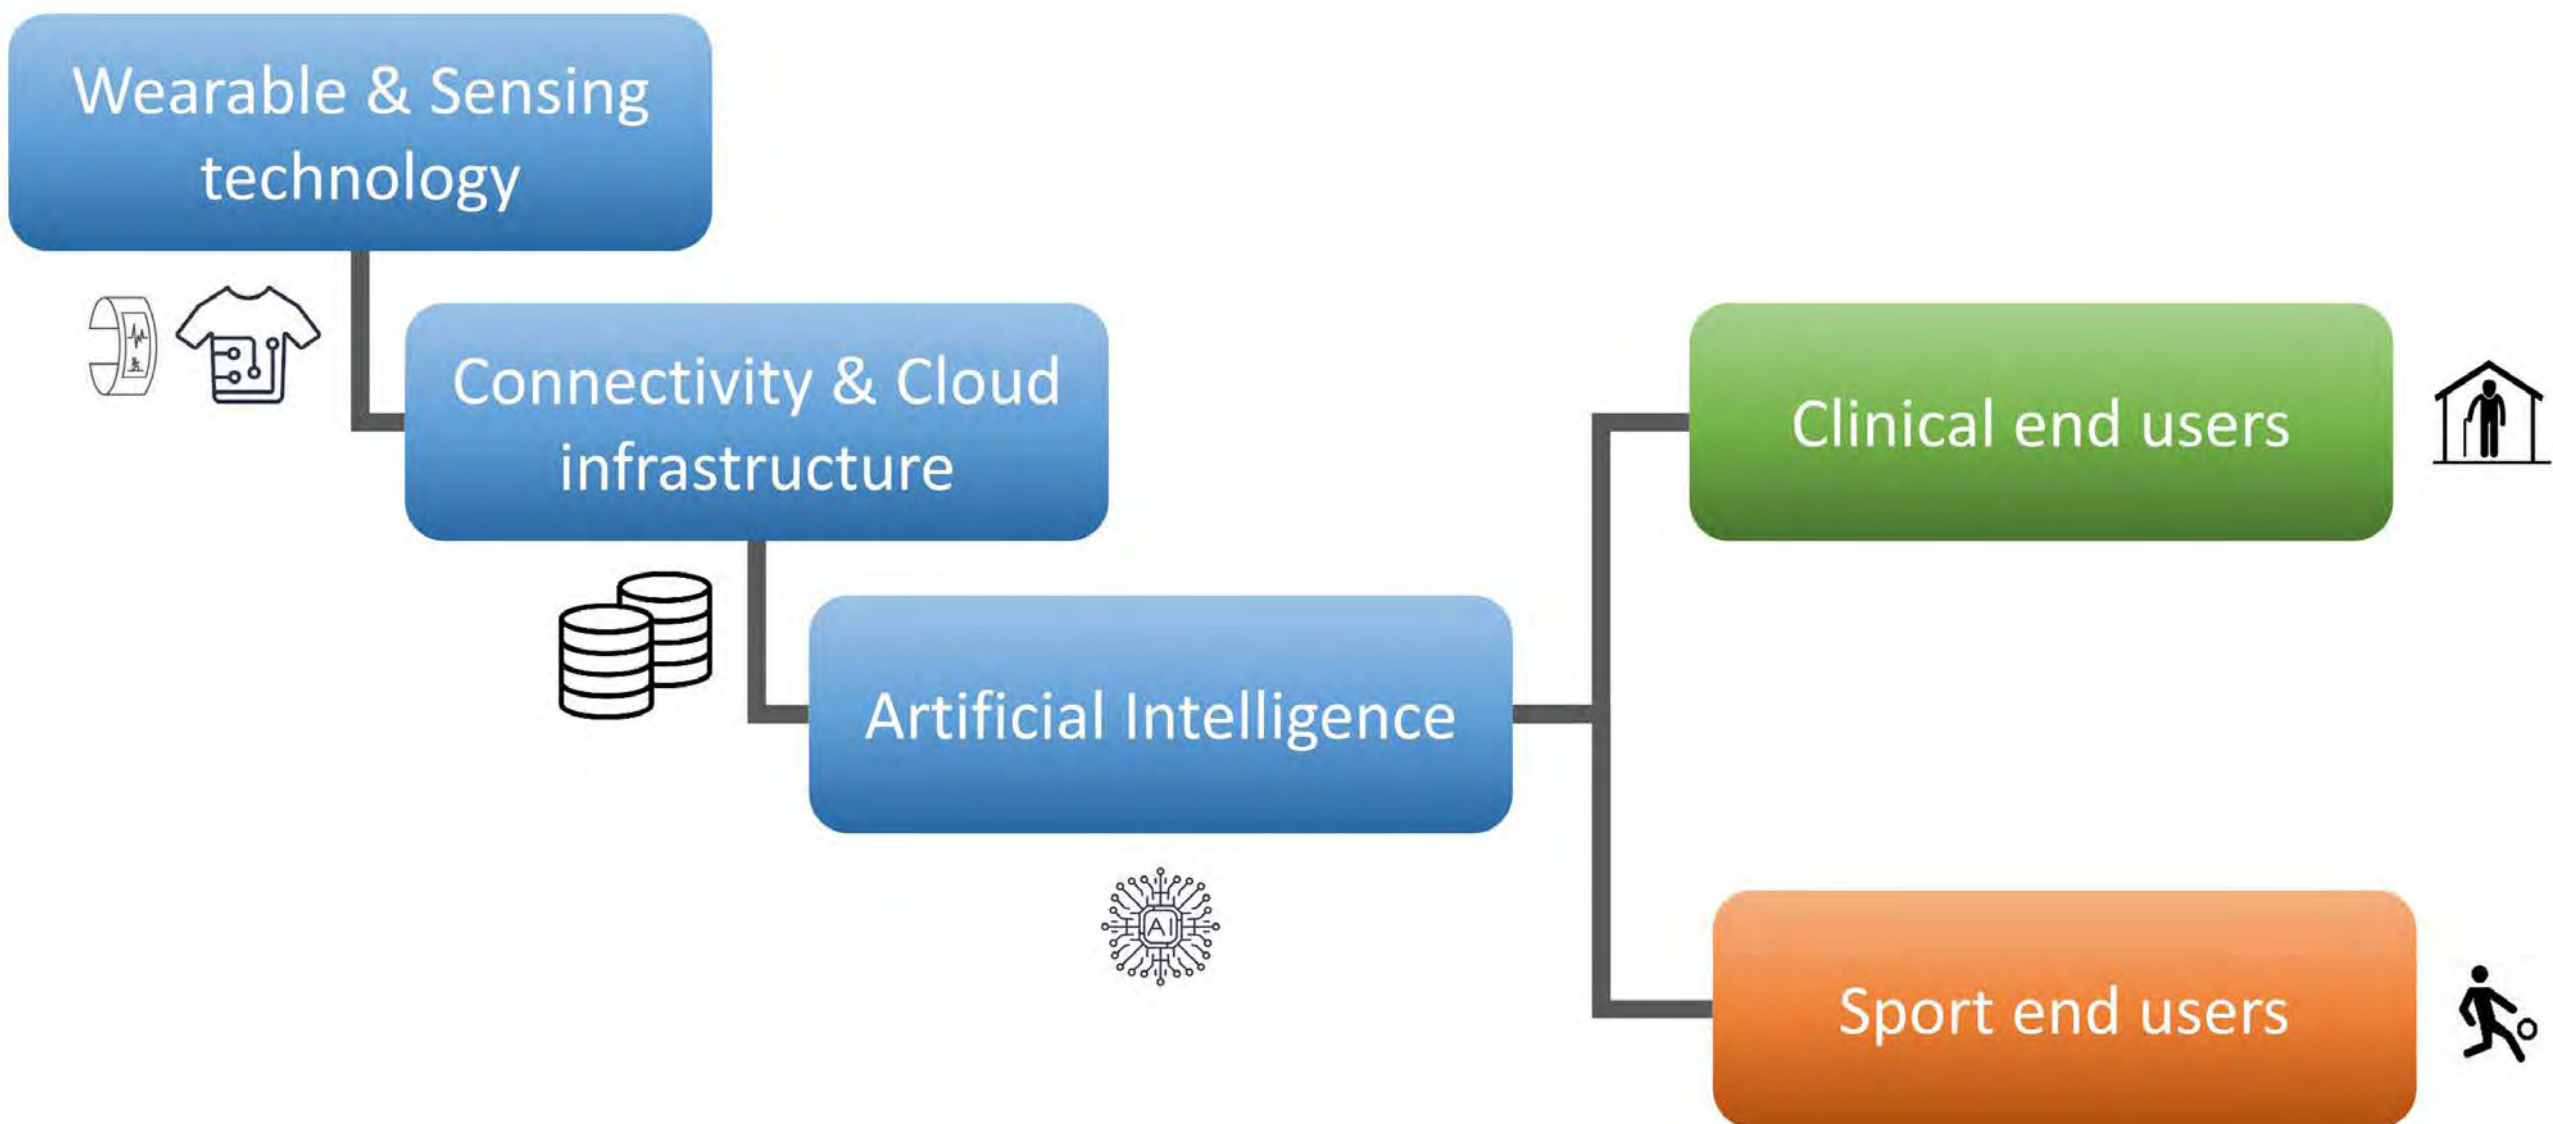 Wearable & Sensing
technology
Connectivity & Cloud
infrastructure
Clinical end users
Artificial Intelligence
AI
Sport end users